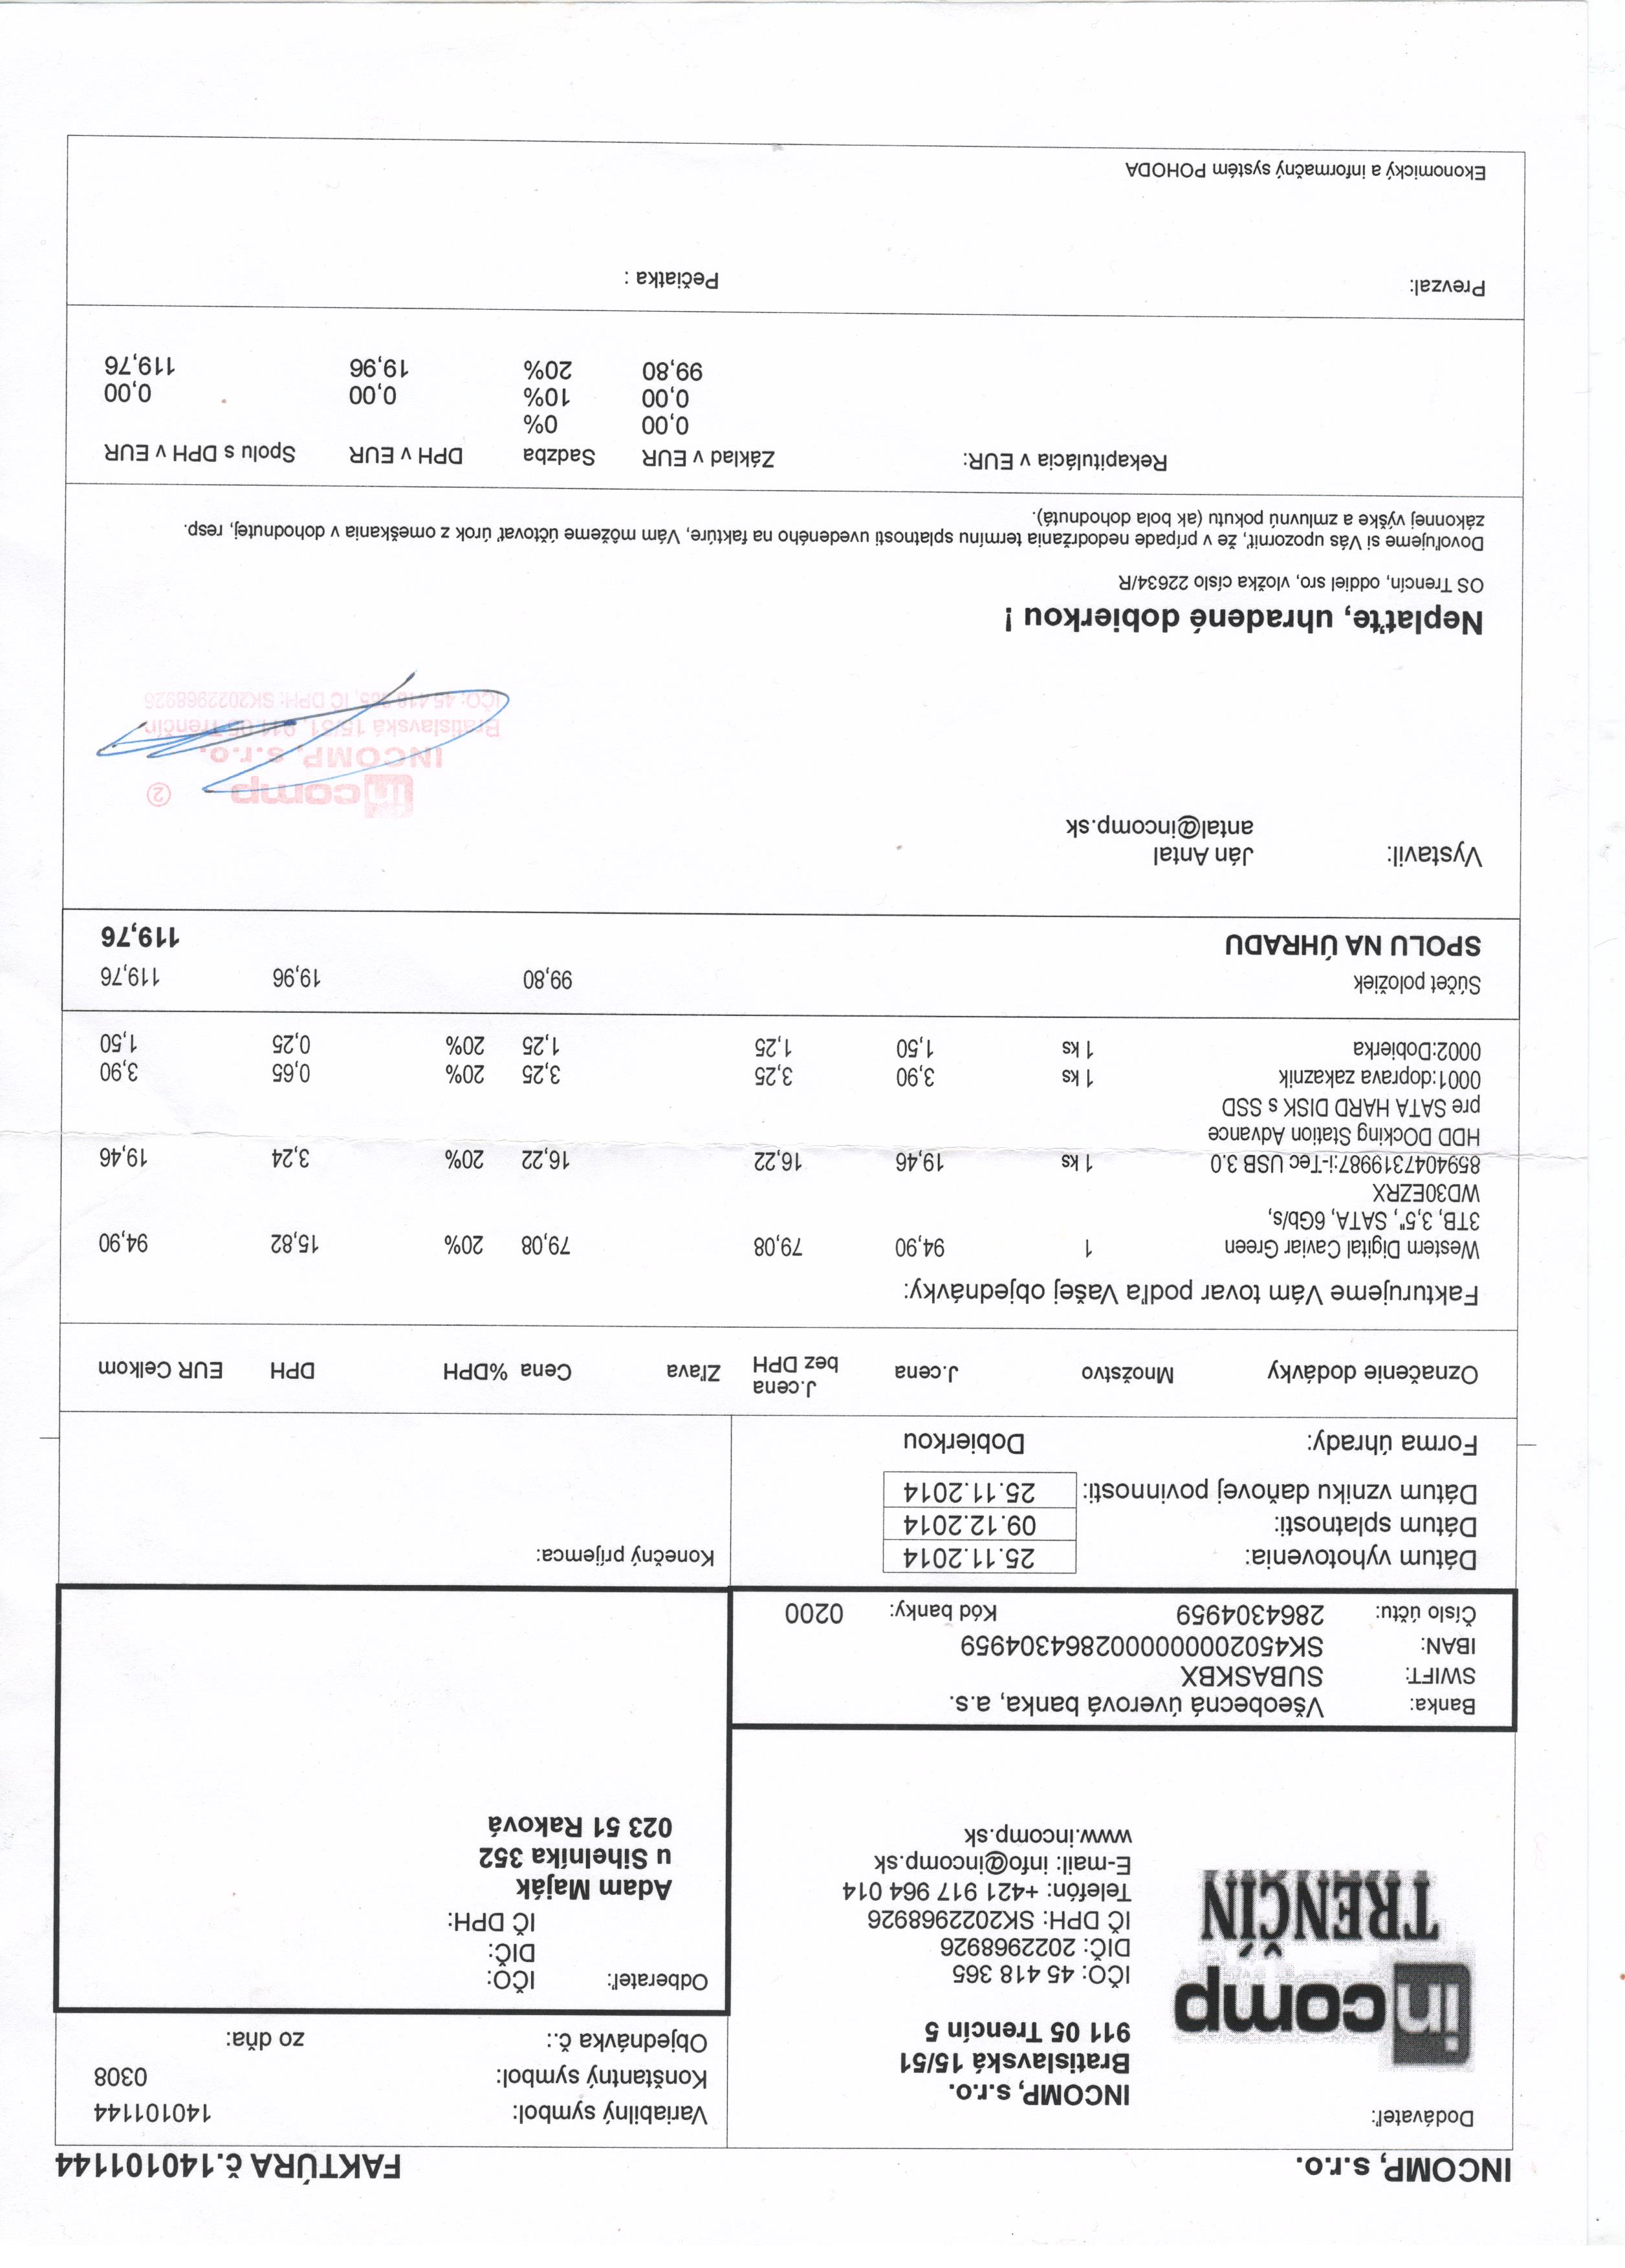 INCOMP, s.r.o.
FAKTÚRA č.140101144
Dodávateľ:
incomp
TRENČÍN
INCOMP, s.r.o.
Bratislavská 15/51
911 05 Trencín 5
IČO: 45 418 365
DIČ: 2022968926
IČ DPH: SK2022968926
Telefón: +421 917 964 014
E-mail: info@incomp.sk
www.incomp.sk
Variabilný symbol: 140101144
Konštantný symbol: 0308
Objednávka č.: zo dňa:
Odberateľ: IČO:
DIČ:
IČ DPH:
Adam Maják
u Sihelníka 352
023 51 Raková
Banka: Všeobecná úverová banka, a.s.
SWIFT: SUBASKBX
IBAN: SK4502000000002864304959
Číslo účtu: 2864304959 Kód banky: 0200
Dátum vyhotovenia: 25.11.2014
Dátum splatnosti: 09.12.2014
Dátum vzniku daňovej povinnosti: 25.11.2014
Forma úhrady: Dobierkou
Konečný príjemca:
Označenie dodávky Množstvo J.cena J.cena bez DPH Zľava Cena %DPH DPH EUR Celkom
Fakturujeme Vám tovar podľa Vašej objednávky:
Western Digital Caviar Green 1 94,90 79,08 79,08 20% 15,82 94,90
3TB, 3,5", SATA, 6Gb/s,
WD30EZRX
8594047319987:i-Tec USB 3.0 1 ks 19,46 16,22 16,22 20% 3,24 19,46
HDD DOcking Station Advance
pre SATA HARD DISK s SSD
0001:doprava zakaznik 1 ks 3,90 3,25 3,25 20% 0,65 3,90
0002:Dobierka 1 ks 1,50 1,25 1,25 20% 0,25 1,50
Súčet položiek 99,80 19,96 119,76
SPOLU NA ÚHRADU 119,76
Vystavil: Ján Antal
antal@incomp.sk
incomp 2
INCOMP, s.r.o.
Bratislavská 15/51, 911 05 Trenčín
IČO: 45 418 365, IČ DPH: SK2022968926
Neplaťte, uhradené dobierkou !
OS Trencín, oddiel sro, vložka císlo 22634/R
Dovoľujeme si Vás upozorniť, že v prípade nedodržania termínu splatnosti uvedeného na faktúre, Vám môžeme účtovať úrok z omeškania v dohodnutej, resp.
zákonnej výške a zmluvnú pokutu (ak bola dohodnutá).
Rekapitulácia v EUR: Základ v EUR Sadzba DPH v EUR Spolu s DPH v EUR
0,00 0%
0,00 10% 0,00 0,00
99,80 20% 19,96 119,76
Prevzal: Pečiatka :
Ekonomický a informačný systém POHODA